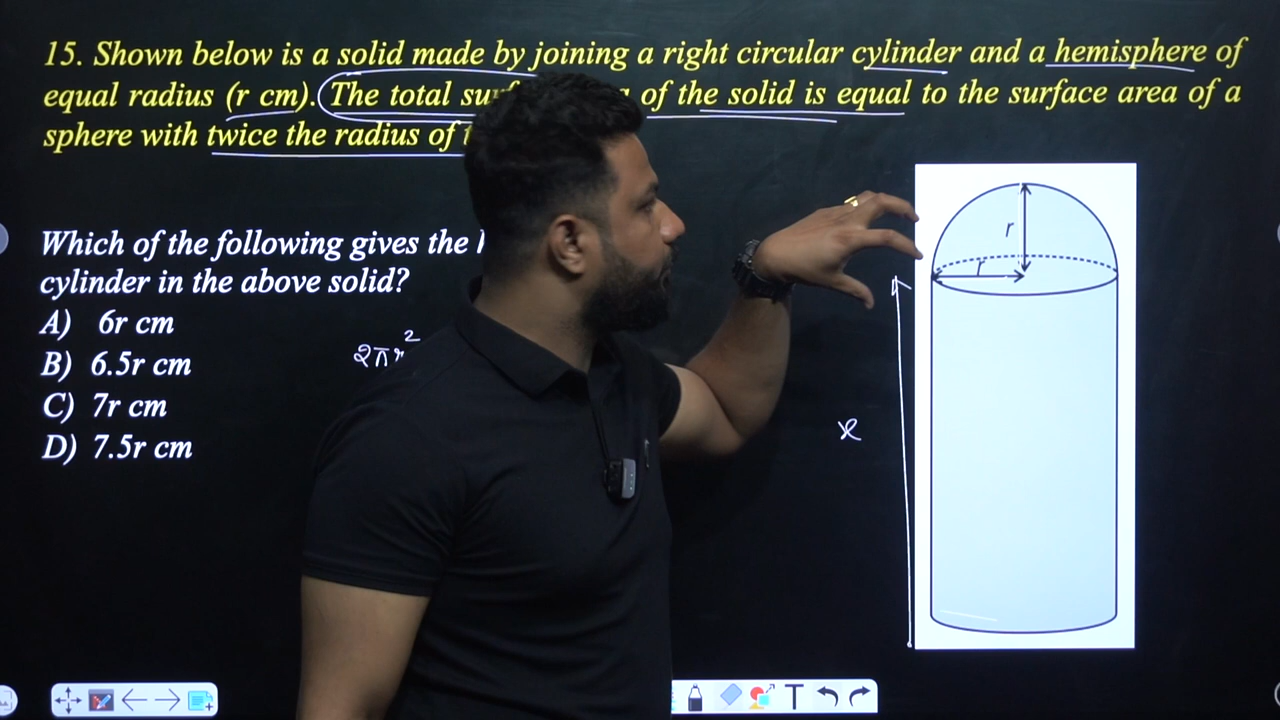 15. Shown below is a solid made by joining a right circular cylinder and a hemisphere of
equal radius (r cm). The total of the solid is equal to the surface area of a
sphere with twice the radius of
Which of the following gives the
cylinder in the above solid?
A) 6r cm
B) 6.5r cm
C) 7r cm
D) 7.5r cm
2πr²
r
r
x
T